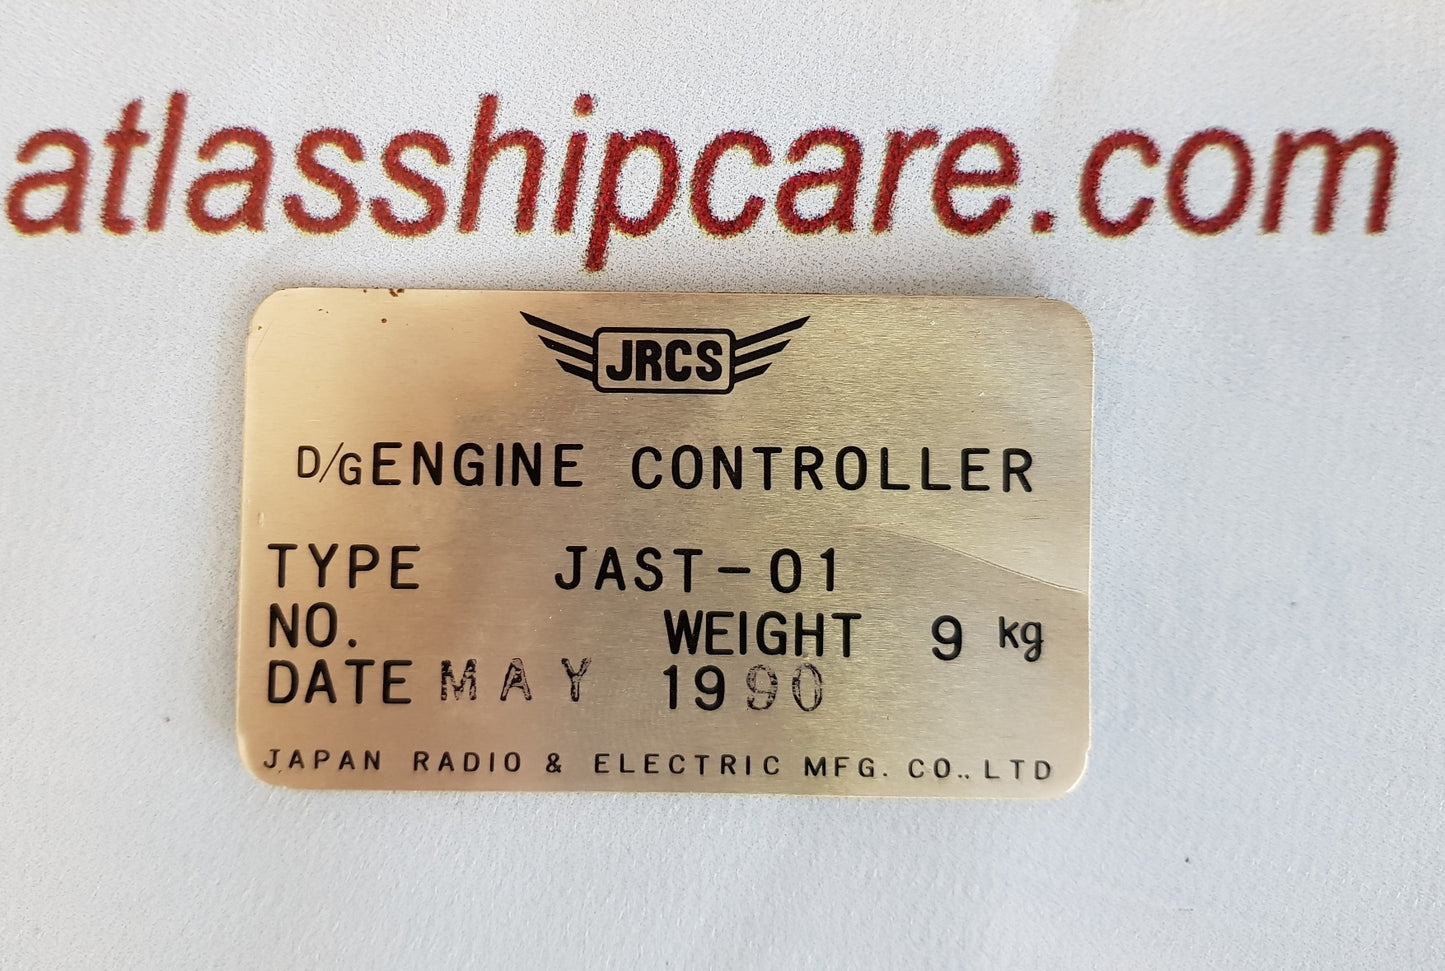 atlasshipcare.com
JRCS
D/G ENGINE CONTROLLER
TYPE JAST-01
NO. WEIGHT 9 kg
DATE MAY 1990
JAPAN RADIO & ELECTRIC MFG. CO., LTD